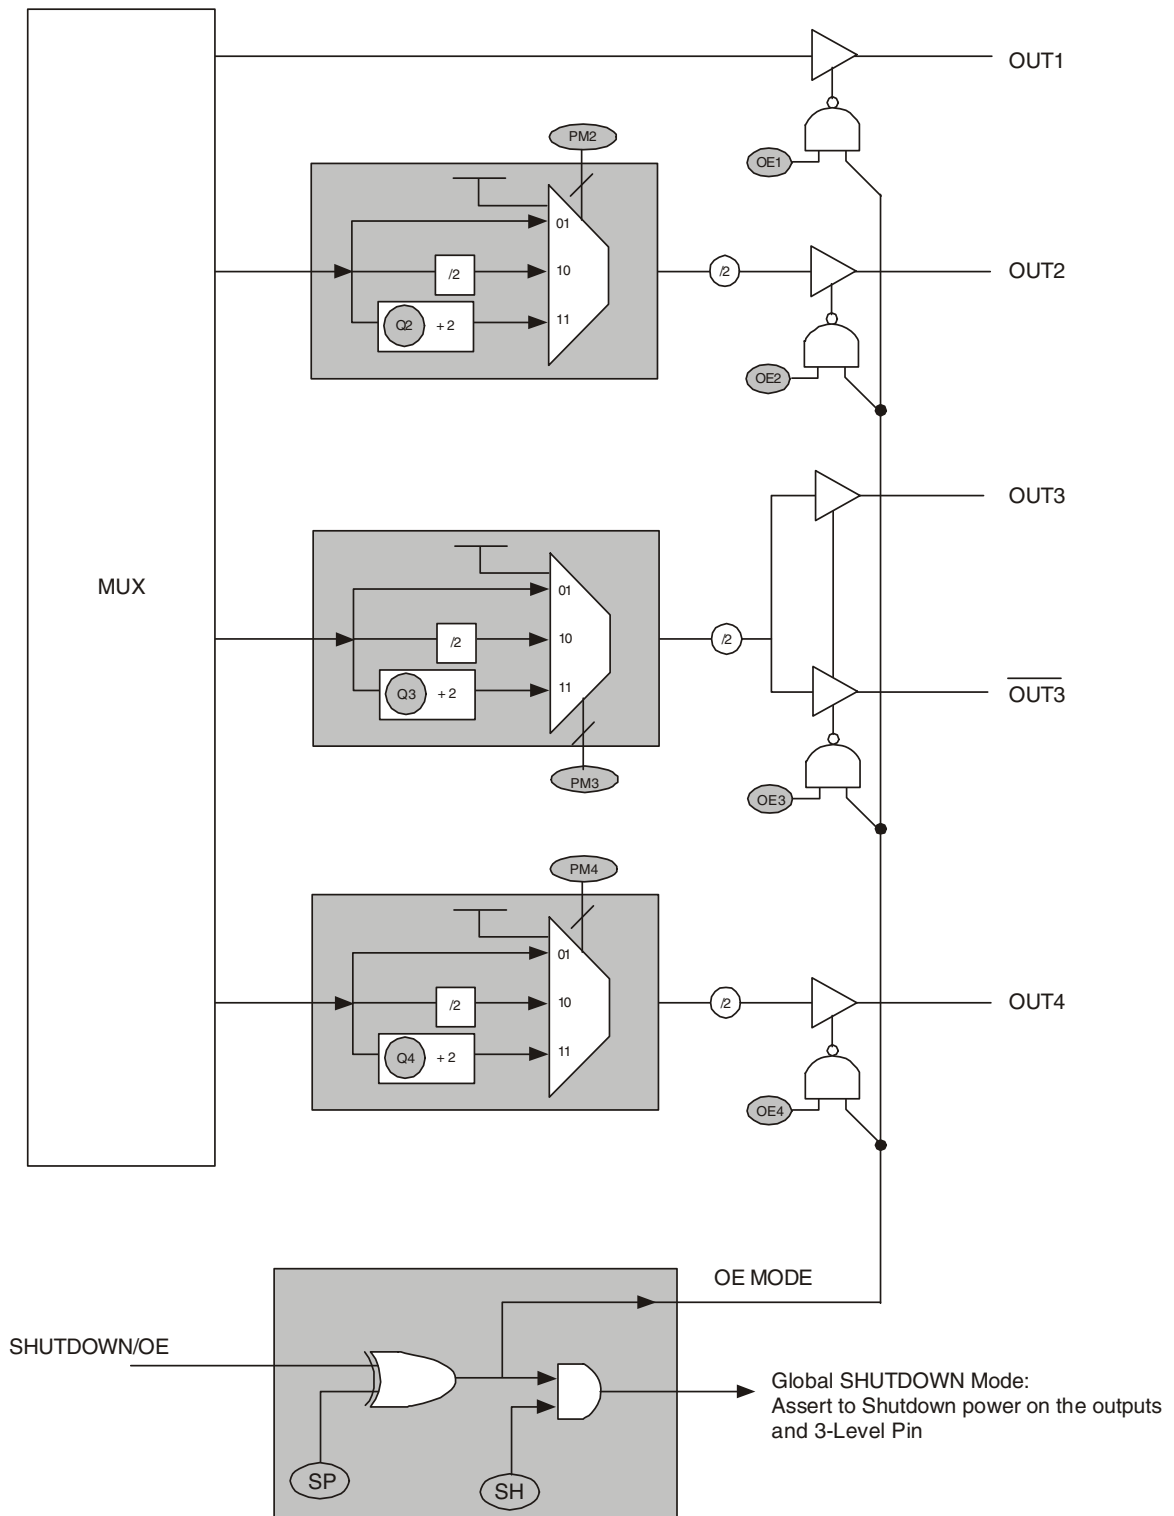 OUT1
PM2
OE1
01
/2
10
/2
OUT2
Q2
+ 2
11
OE2
OUT3
MUX
01
/2
10
/2
Q3
+ 2
11
OUT3
PM3
OE3
PM4
01
/2
10
/2
OUT4
Q4
+ 2
11
OE4
OE MODE
SHUTDOWN/OE
Global SHUTDOWN Mode:
Assert to Shutdown power on the outputs
and 3-Level Pin
SP
SH